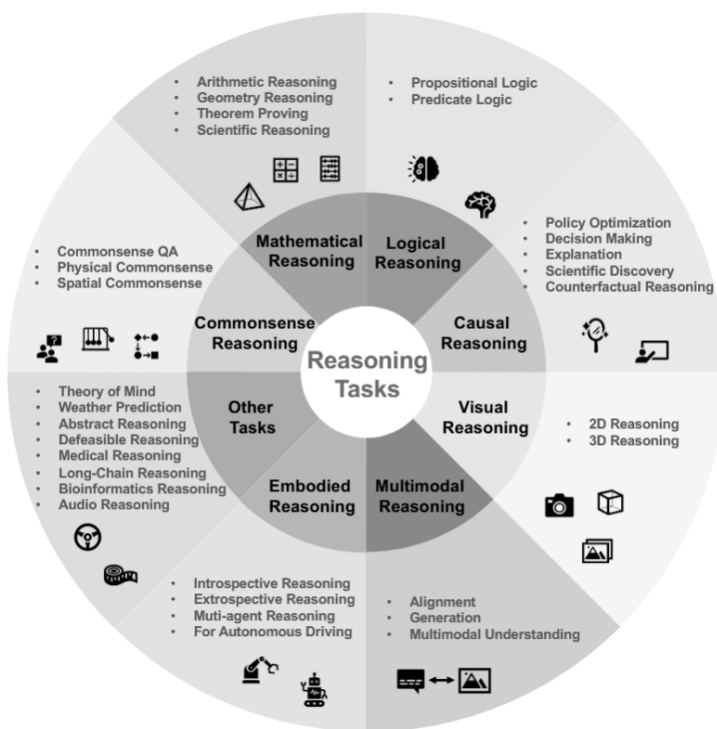 • Arithmetic Reasoning
• Geometry Reasoning
• Theorem Proving
• Scientific Reasoning
Mathematical
Reasoning
• Propositional Logic
• Predicate Logic
Logical
Reasoning
• Policy Optimization
• Decision Making
• Explanation
• Scientific Discovery
• Counterfactual Reasoning
Causal
Reasoning
• 2D Reasoning
• 3D Reasoning
Visual
Reasoning
• Alignment
• Generation
• Multimodal Understanding
Multimodal
Reasoning
• Introspective Reasoning
• Extrospective Reasoning
• Muti-agent Reasoning
• For Autonomous Driving
Embodied
Reasoning
• Theory of Mind
• Weather Prediction
• Abstract Reasoning
• Defeasible Reasoning
• Medical Reasoning
• Long-Chain Reasoning
• Bioinformatics Reasoning
• Audio Reasoning
Other
Tasks
• Commonsense QA
• Physical Commonsense
• Spatial Commonsense
Commonsense
Reasoning
Reasoning
Tasks